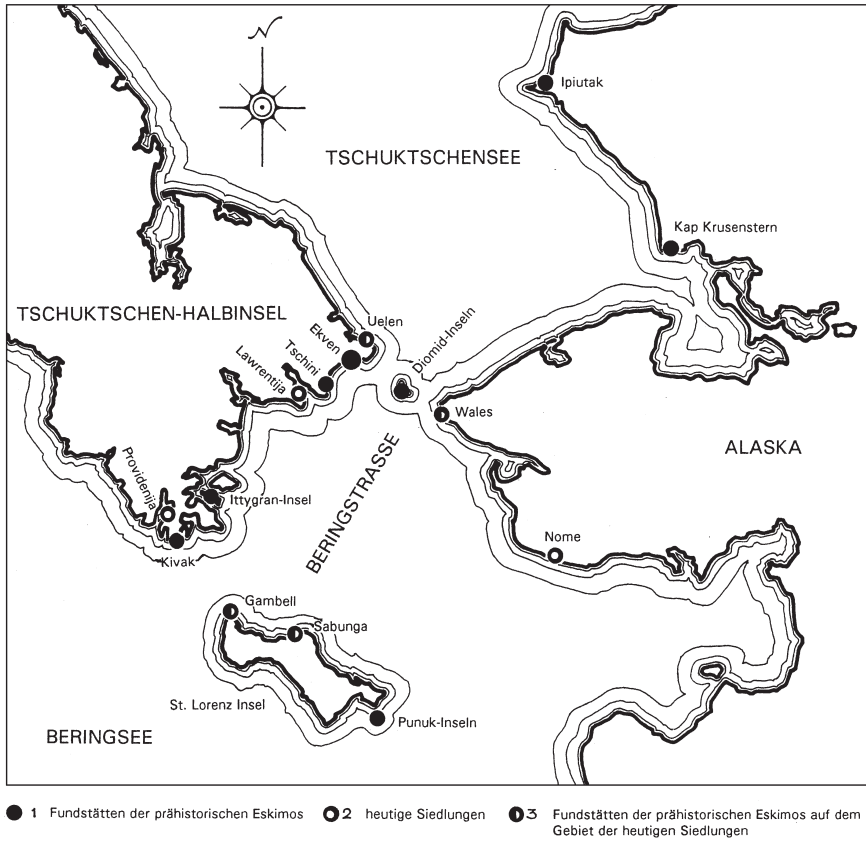 N
Ipiutak
TSCHUKTSCHENSEE
Kap Krusenstern
TSCHUKTSCHEN-HALBINSEL
Uelen
Ekven
Tschini
Lawrentija
Diomid-Inseln
Wales
ALASKA
BERINGSTRASSE
Providenija
Ittygran-Insel
Kivak
Nome
Gambell
Sabunga
St. Lorenz Insel
Punuk-Inseln
BERINGSEE
1 Fundstätten der prähistorischen Eskimos
2 heutige Siedlungen
3 Fundstätten der prähistorischen Eskimos auf dem
Gebiet der heutigen Siedlungen